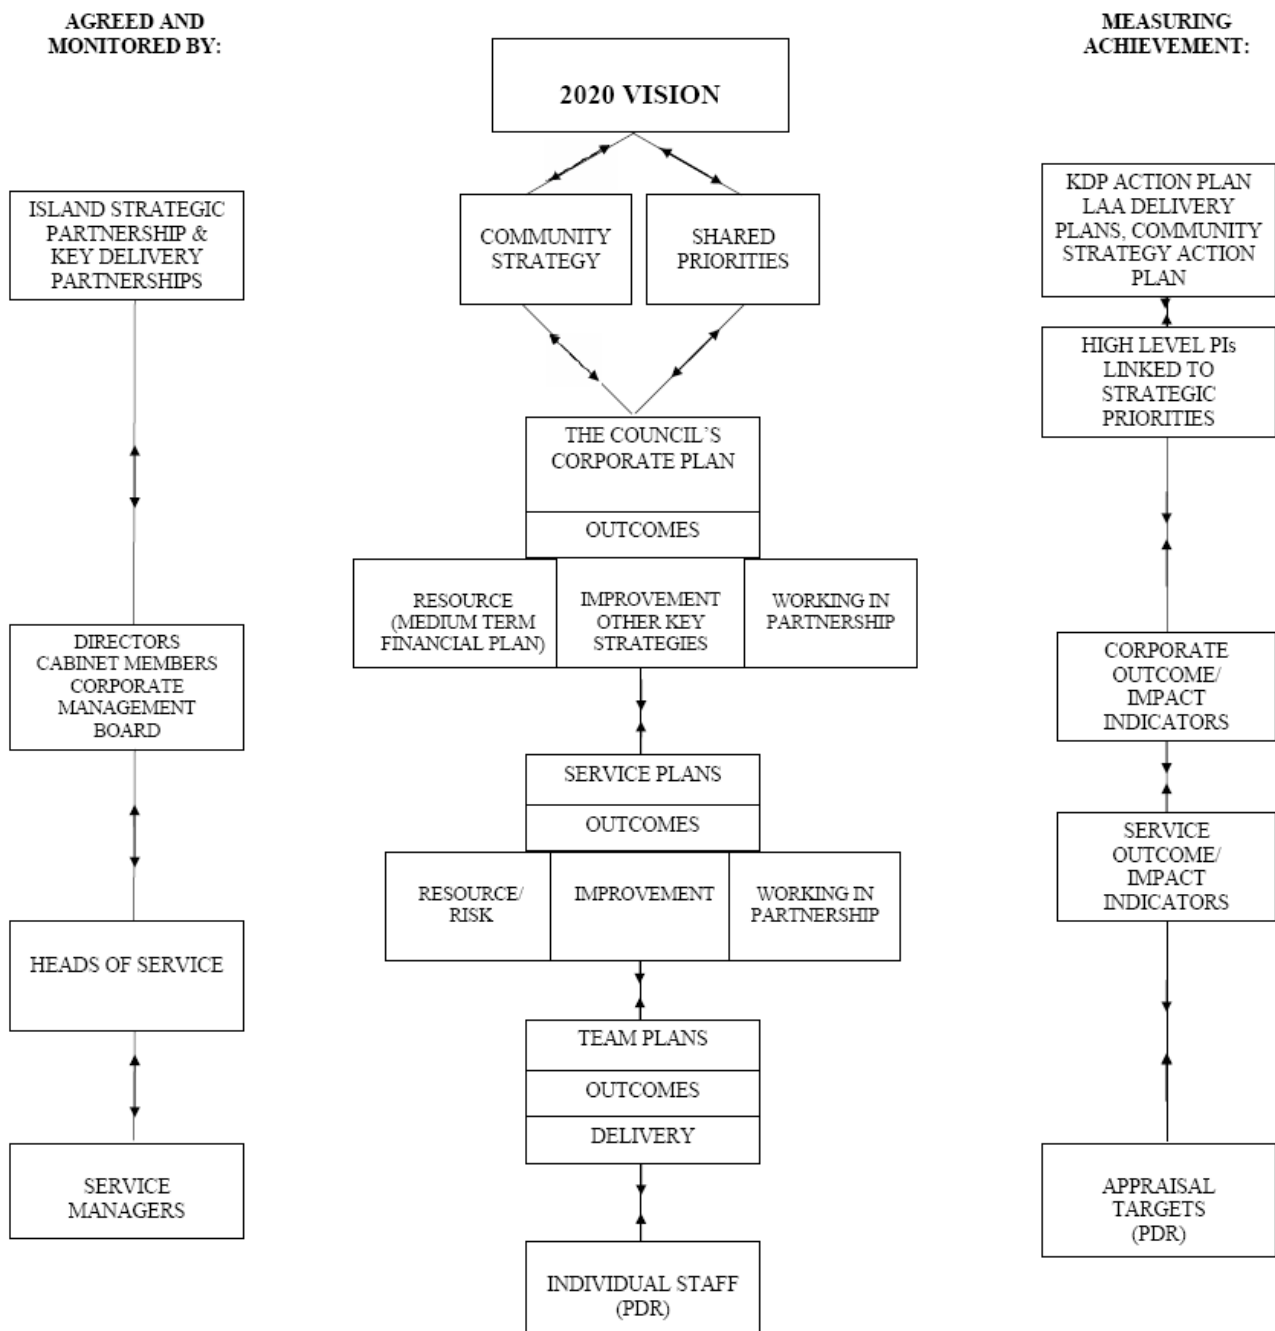 AGREED AND
MONITORED BY:
ISLAND STRATEGIC
PARTNERSHIP &
KEY DELIVERY
PARTNERSHIPS
DIRECTORS
CABINET MEMBERS
CORPORATE
MANAGEMENT
BOARD
HEADS OF SERVICE
SERVICE
MANAGERS
2020 VISION
COMMUNITY
STRATEGY
SHARED
PRIORITIES
THE COUNCIL`S
CORPORATE PLAN
OUTCOMES
RESOURCE
(MEDIUM TERM
FINANCIAL PLAN)
IMPROVEMENT
OTHER KEY
STRATEGIES
WORKING IN
PARTNERSHIP
SERVICE PLANS
OUTCOMES
RESOURCE/
RISK
IMPROVEMENT
WORKING IN
PARTNERSHIP
TEAM PLANS
OUTCOMES
DELIVERY
INDIVIDUAL STAFF
(PDR)
MEASURING
ACHIEVEMENT:
KDP ACTION PLAN
LAA DELIVERY
PLANS, COMMUNITY
STRATEGY ACTION
PLAN
HIGH LEVEL PIs
LINKED TO
STRATEGIC
PRIORITIES
CORPORATE
OUTCOME/
IMPACT
INDICATORS
SERVICE
OUTCOME/
IMPACT
INDICATORS
APPRAISAL
TARGETS
(PDR)